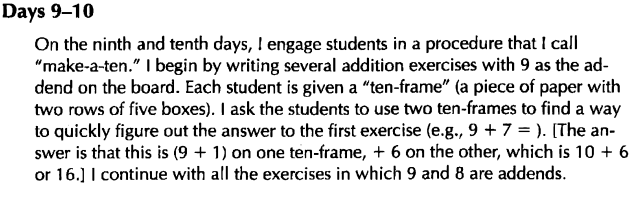 Days 9–10
On the ninth and tenth days, I engage students in a procedure that I call
"make-a-ten." I begin by writing several addition exercises with 9 as the ad-
dend on the board. Each student is given a "ten-frame" (a piece of paper with
two rows of five boxes). I ask the students to use two ten-frames to find a way
to quickly figure out the answer to the first exercise (e.g., 9 + 7 = ). [The an-
swer is that this is (9 + 1) on one ten-frame, + 6 on the other, which is 10 + 6
or 16.] I continue with all the exercises in which 9 and 8 are addends.